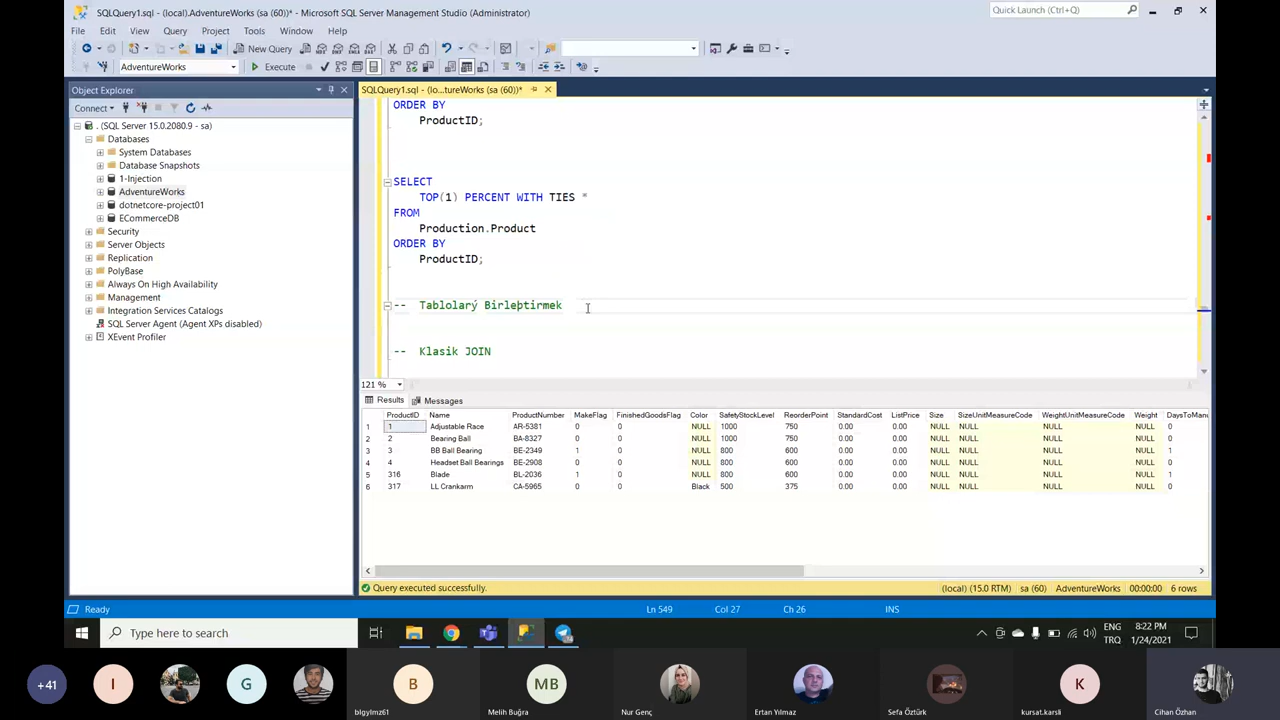 SQLQuery1.sql - (local).AdventureWorks (sa (60))* - Microsoft SQL Server Management Studio (Administrator)
Quick Launch (Ctrl+Q)
File Edit View Query Project Tools Window Help
New Query
MDX DMX XMLA DAX
AdventureWorks
Execute
Object Explorer
SQLQuery1.sql - (lo...tureWorks (sa (60))*
Connect
. (SQL Server 15.0.2080.9 - sa)
Databases
System Databases
Database Snapshots
1-Injection
AdventureWorks
dotnetcore-project01
ECommerceDB
Security
Server Objects
Replication
PolyBase
Always On High Availability
Management
Integration Services Catalogs
SQL Server Agent (Agent XPs disabled)
XEvent Profiler
ORDER BY
ProductID;
SELECT
TOP(1) PERCENT WITH TIES *
FROM
Production.Product
ORDER BY
ProductID;
-- Tablolarý Birleþtirmek
-- Klasik JOIN
121 %
Results Messages
ProductID Name ProductNumber MakeFlag FinishedGoodsFlag Color SafetyStockLevel ReorderPoint StandardCost ListPrice Size SizeUnitMeasureCode WeightUnitMeasureCode Weight DaysToManu
1 1 Adjustable Race AR-5381 0 0 NULL 1000 750 0.00 0.00 NULL NULL NULL NULL 0
2 2 Bearing Ball BA-8327 0 0 NULL 1000 750 0.00 0.00 NULL NULL NULL NULL 0
3 3 BB Ball Bearing BE-2349 1 0 NULL 800 600 0.00 0.00 NULL NULL NULL NULL 1
4 4 Headset Ball Bearings BE-2908 0 0 NULL 800 600 0.00 0.00 NULL NULL NULL NULL 0
5 316 Blade BL-2036 1 0 NULL 800 600 0.00 0.00 NULL NULL NULL NULL 1
6 317 LL Crankarm CA-5965 0 0 Black 500 375 0.00 0.00 NULL NULL NULL NULL 0
Query executed successfully.
(local) (15.0 RTM) sa (60) AdventureWorks 00:00:00 6 rows
Ready
Ln 549 Col 27 Ch 26 INS
Type here to search
ENG
TRQ
8:22 PM
1/24/2021
+41 I G B MB K
blgylmz61 Melih Buğra Nur Genç Ertan Yılmaz Sefa Öztürk kursat.karsli Cihan Özhan